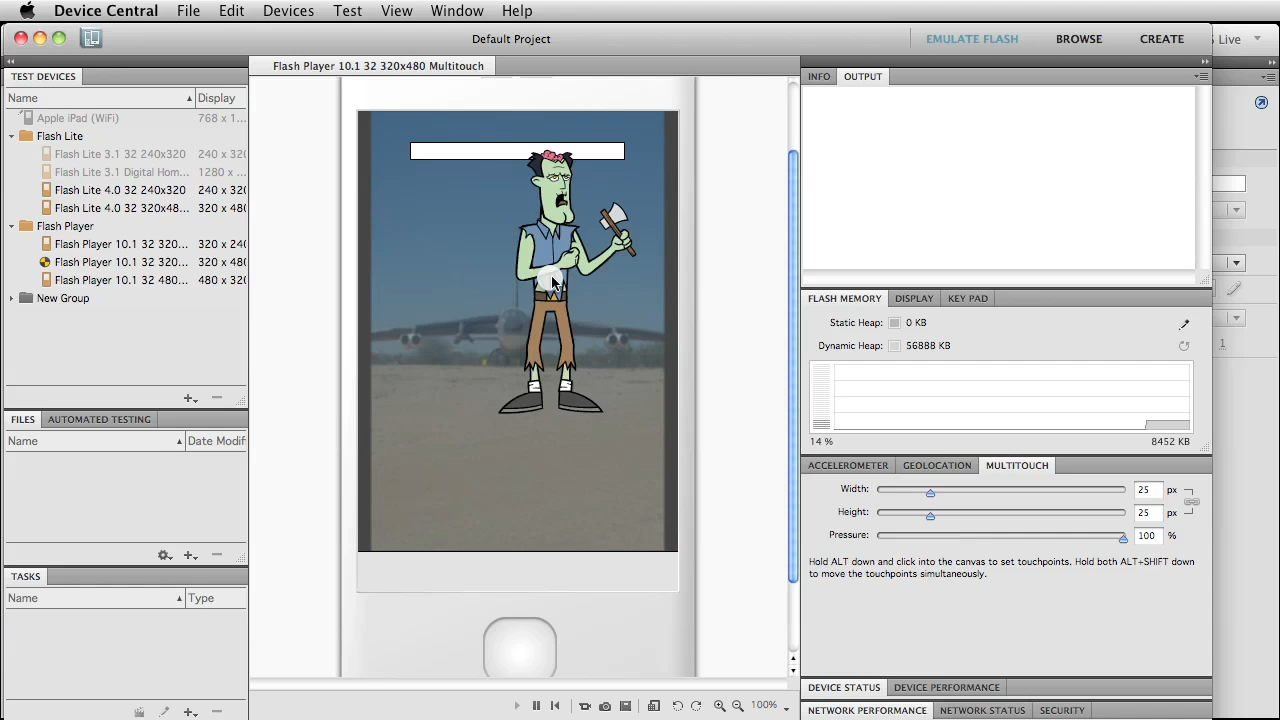 Device Central File Edit Devices Test View Window Help
Default Project
EMULATE FLASH BROWSE CREATE
Live
TEST DEVICES
Name Display
Apple iPad (WiFi) 768 x 1...
Flash Lite
Flash Lite 3.1 32 240x320 240 x 320
Flash Lite 3.1 Digital Hom... 1280 x
Flash Lite 4.0 32 240x320 240 x 320
Flash Lite 4.0 32 320x48... 320 x 480
Flash Player
Flash Player 10.1 32 320... 320 x 240
Flash Player 10.1 32 320... 320 x 480
Flash Player 10.1 32 480... 480 x 320
New Group
FILES AUTOMATED TESTING
Name Date Modif
TASKS
Name Type
Flash Player 10.1 32 320x480 Multitouch
100%
INFO OUTPUT
FLASH MEMORY DISPLAY KEY PAD
Static Heap: 0 KB
Dynamic Heap: 56888 KB
14 % 8452 KB
ACCELEROMETER GEOLOCATION MULTITOUCH
Width: 25 px
Height: 25 px
Pressure: 100 %
Hold ALT down and click into the canvas to set touchpoints. Hold both ALT+SHIFT down
to move the touchpoints simultaneously.
DEVICE STATUS DEVICE PERFORMANCE
NETWORK PERFORMANCE NETWORK STATUS SECURITY
1